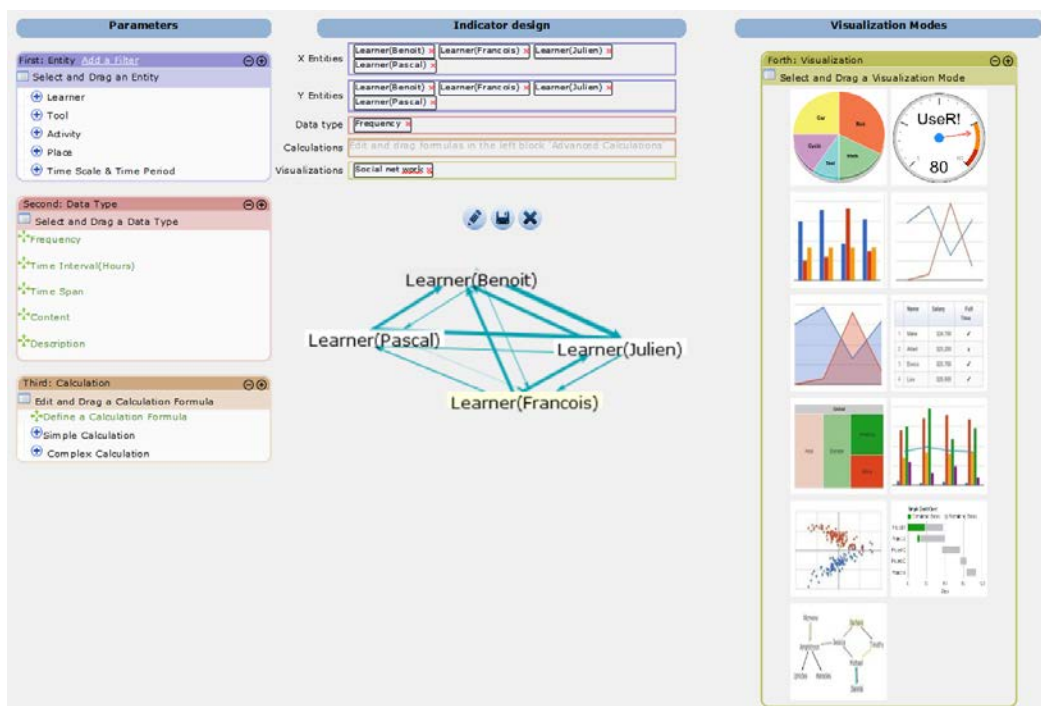 Parameters
First: Entity Add a Filter
Select and Drag an Entity
Learner
Tool
Activity
Place
Time Scale & Time Period
Second: Data Type
Select and Drag a Data Type
Frequency
Time Interval(Hours)
Time Span
Content
Description
Third: Calculation
Edit and Drag a Calculation Formula
Define a Calculation Formula
Simple Calculation
Complex Calculation
Indicator design
X Entities
Learner(Benoit) x Learner(Francois) x Learner(Julien) x
Learner(Pascal) x
Y Entities
Learner(Benoit) x Learner(Francois) x Learner(Julien) x
Learner(Pascal) x
Data type Frequency x
Calculations Edit and drag formulas in the left block 'Advanced Calculations'
Visualizations Social net work x
Learner(Benoit)
Learner(Pascal)
Learner(Julien)
Learner(Francois)
Visualization Modes
Forth: Visualization
Select and Drag a Visualization Mode
UseR!
80
Name Salary Full
Time